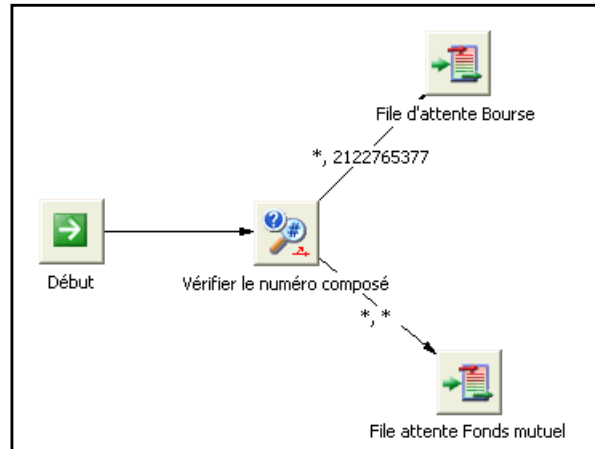 File d'attente Bourse
*, 2122765377
Début
Vérifier le numéro composé
*, *
File attente Fonds mutuel